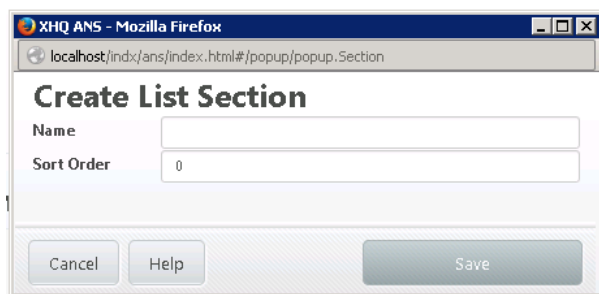 XHQ ANS - Mozilla Firefox
localhost/indx/ans/index.html#/popup/popup.Section
Create List Section
Name
Sort Order 0
Cancel Help Save